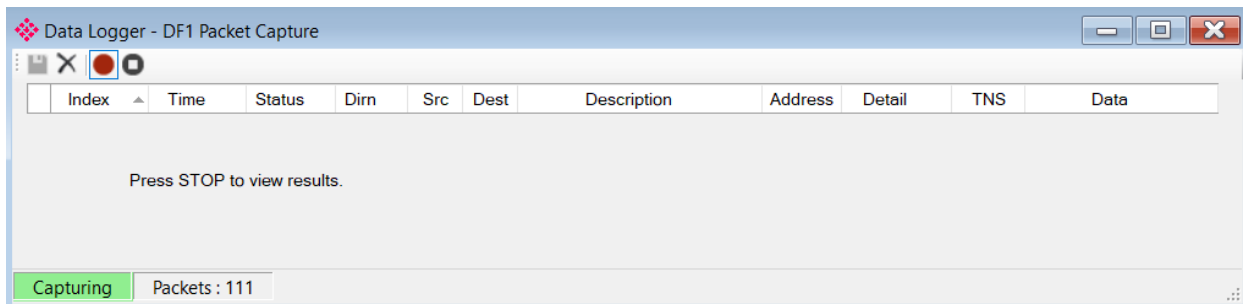 Data Logger - DF1 Packet Capture
Index Time Status Dirn Src Dest Description Address Detail TNS Data
Press STOP to view results.
Capturing Packets : 111